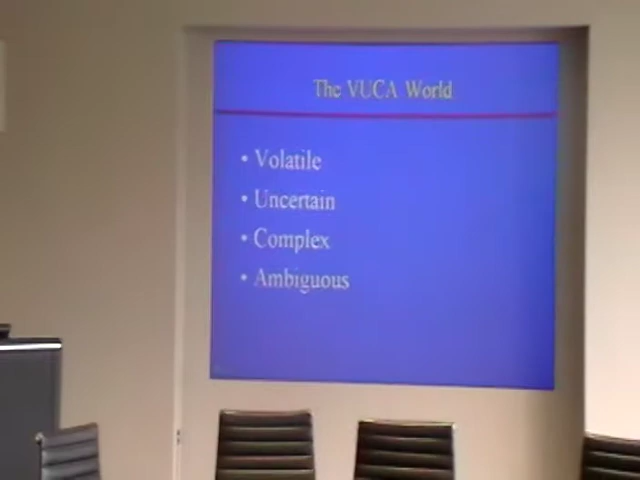 The VUCA World
• Volatile
• Uncertain
• Complex
• Ambiguous